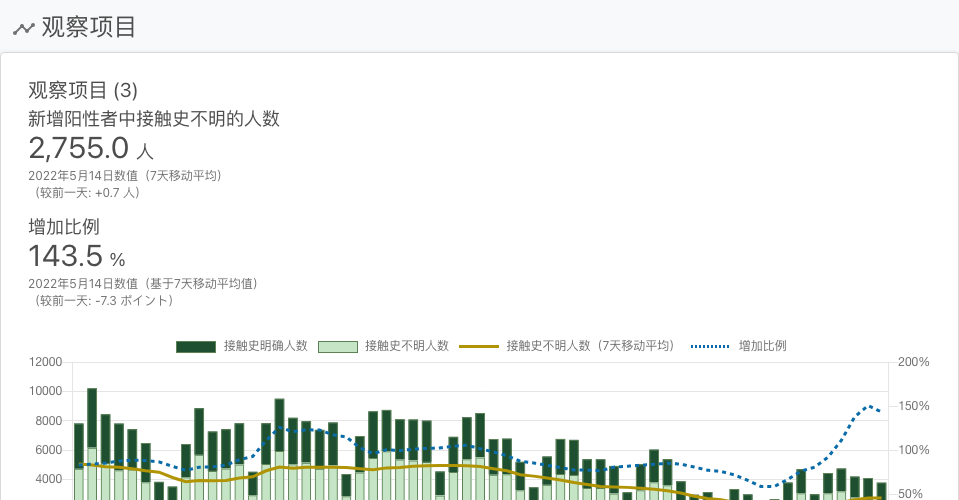 观察项目
观察项目 (3)
新增阳性者中接触史不明的人数
2,755.0 人
2022年5月14日数值（7天移动平均）
（较前一天: +0.7 人）
增加比例
143.5 %
2022年5月14日数值（基于7天移动平均值）
（较前一天: -7.3 ポイント）
接触史明确人数 接触史不明人数 接触史不明人数（7天移动平均） 增加比例
12000 200%
10000
150%
8000
6000 100%
4000
50%